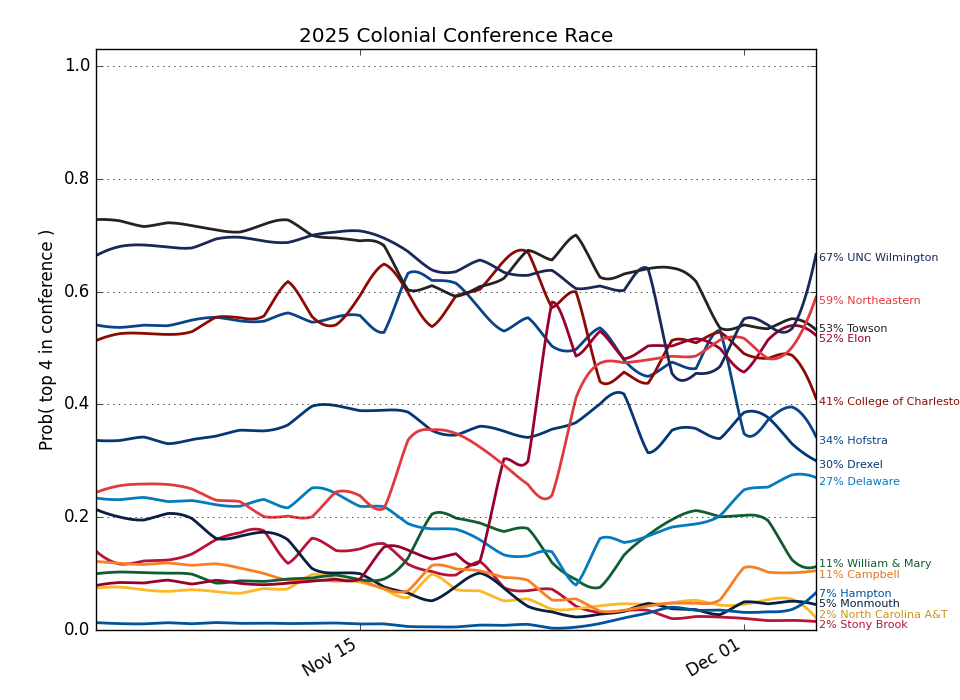 2025 Colonial Conference Race
Prob( top 4 in conference )
1.0
0.8
0.6
0.4
0.2
0.0
Nov 15
Dec 01
67% UNC Wilmington
59% Northeastern
53% Towson
52% Elon
41% College of Charlesto
34% Hofstra
30% Drexel
27% Delaware
11% William & Mary
11% Campbell
7% Hampton
5% Monmouth
2% North Carolina A&T
2% Stony Brook